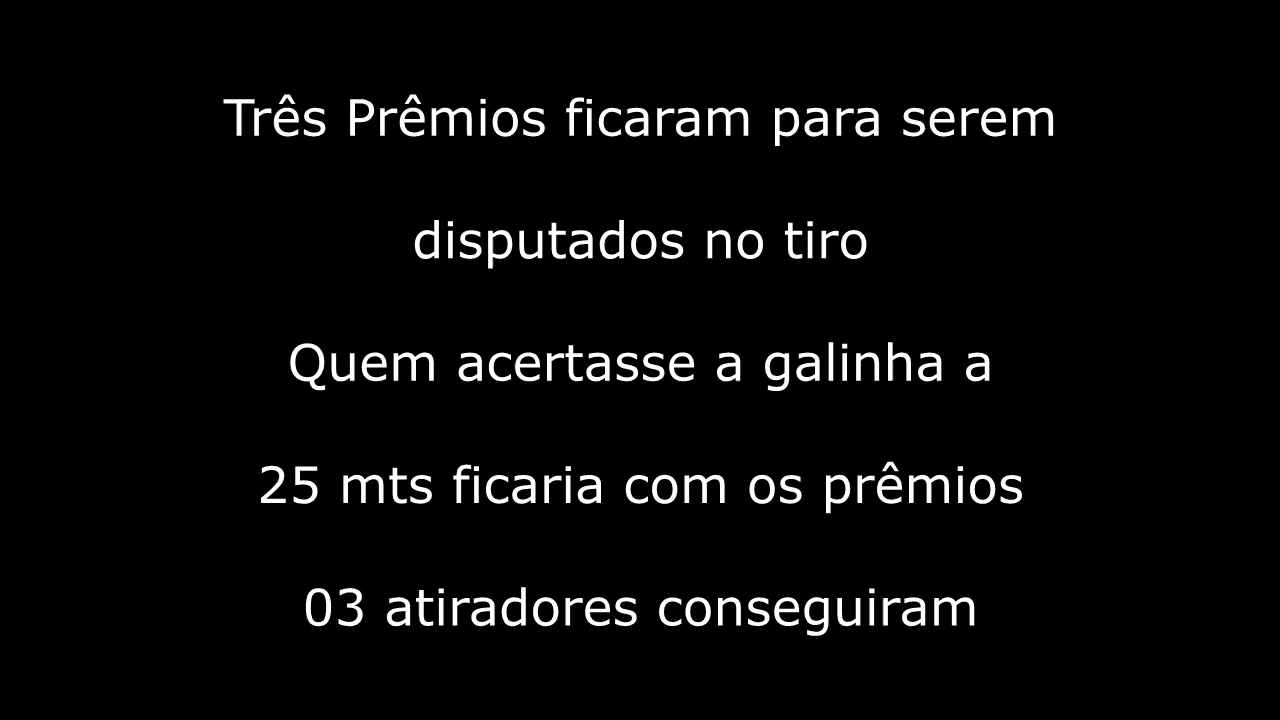 Três Prêmios ficaram para serem
disputados no tiro
Quem acertasse a galinha a
25 mts ficaria com os prêmios
03 atiradores conseguiram